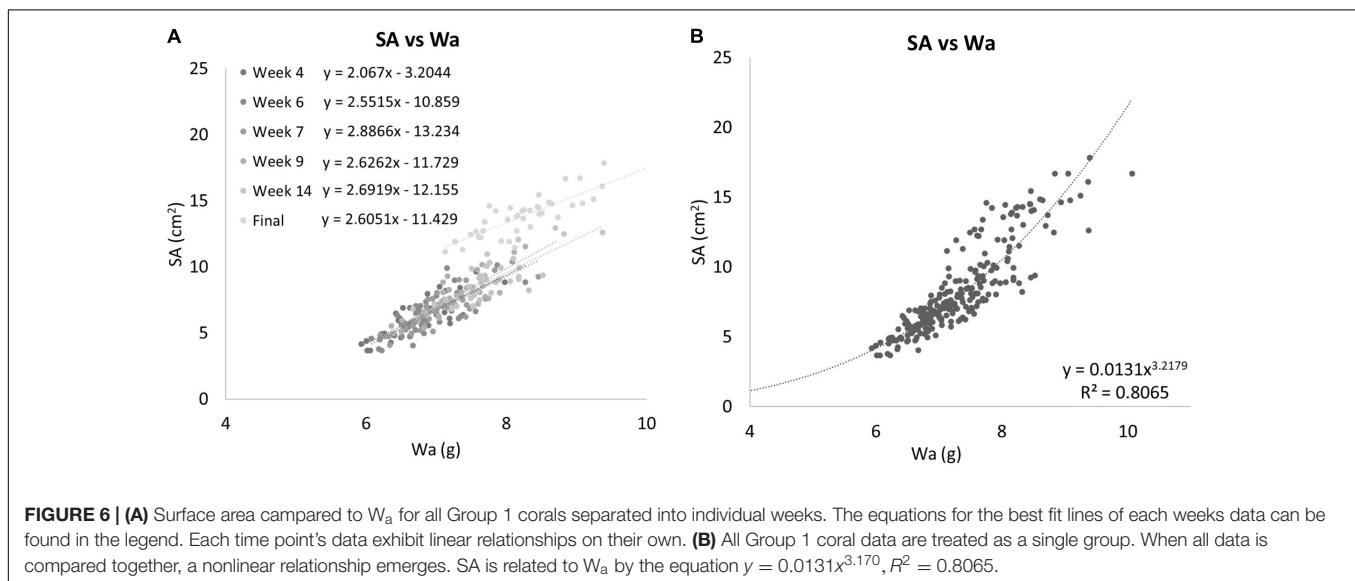 A
SA vs Wa
25
20
15
10
5
0
SA (cm²)
Week 4 y = 2.067x - 3.2044
Week 6 y = 2.5515x - 10.859
Week 7 y = 2.8866x - 13.234
Week 9 y = 2.6262x - 11.729
Week 14 y = 2.6919x - 12.155
Final y = 2.6051x - 11.429
4 6 8 10
Wa (g)
B
SA vs Wa
25
20
15
10
5
0
SA (cm²)
y = 0.0131x³·²¹⁷⁹
R² = 0.8065
4 6 8 10
Wa (g)
FIGURE 6 | (A) Surface area campared to Wₐ for all Group 1 corals separated into individual weeks. The equations for the best fit lines of each weeks data can be
found in the legend. Each time point's data exhibit linear relationships on their own. (B) All Group 1 coral data are treated as a single group. When all data is
compared together, a nonlinear relationship emerges. SA is related to Wₐ by the equation y = 0.0131x³·¹⁷⁰, R² = 0.8065.